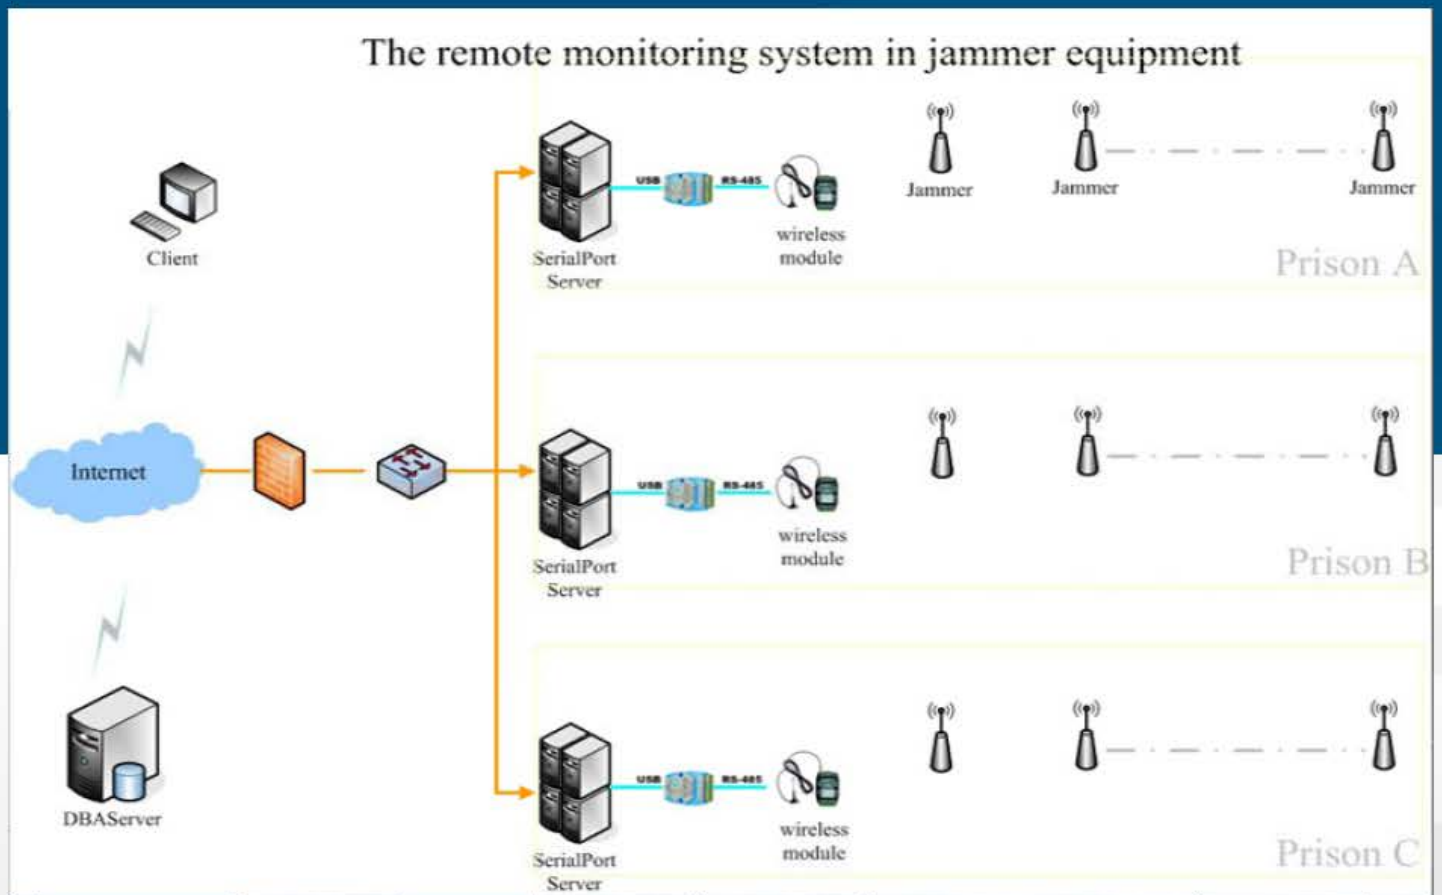 The remote monitoring system in jammer equipment
Client
Internet
DBAServer
SerialPort
Server
USB
RS-485
wireless
module
Jammer
Jammer
Jammer
Prison A
SerialPort
Server
USB
RS-485
wireless
module
Prison B
SerialPort
Server
USB
RS-485
wireless
module
Prison C